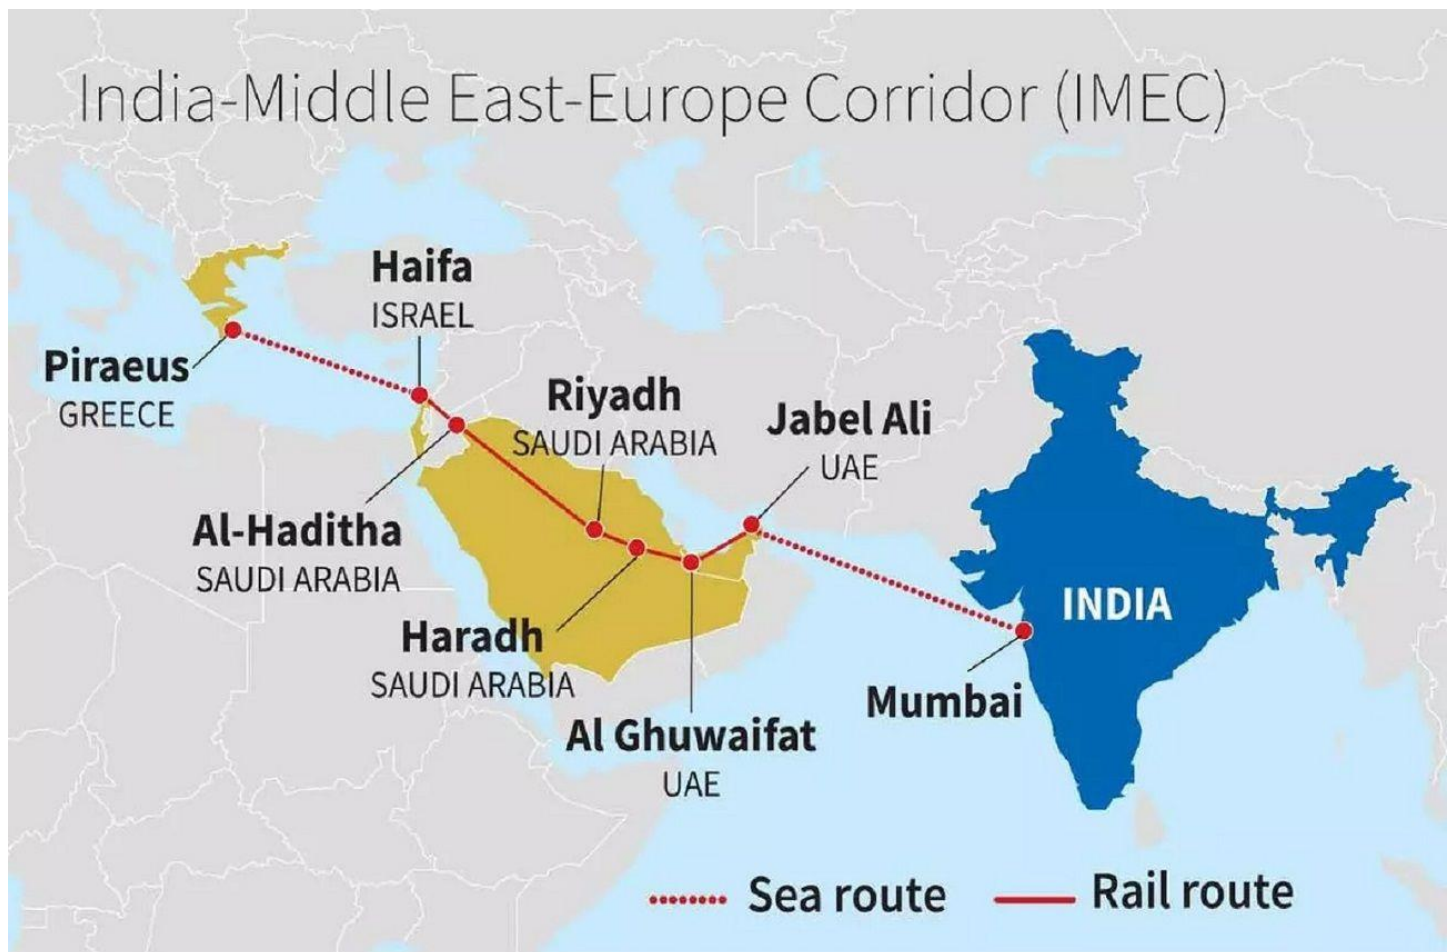 India-Middle East-Europe Corridor (IMEC)
Haifa
ISRAEL
Piraeus
GREECE
Riyadh
SAUDI ARABIA
Jabel Ali
UAE
Al-Haditha
SAUDI ARABIA
Haradh
SAUDI ARABIA
INDIA
Mumbai
Al Ghuwaifat
UAE
Sea route
Rail route